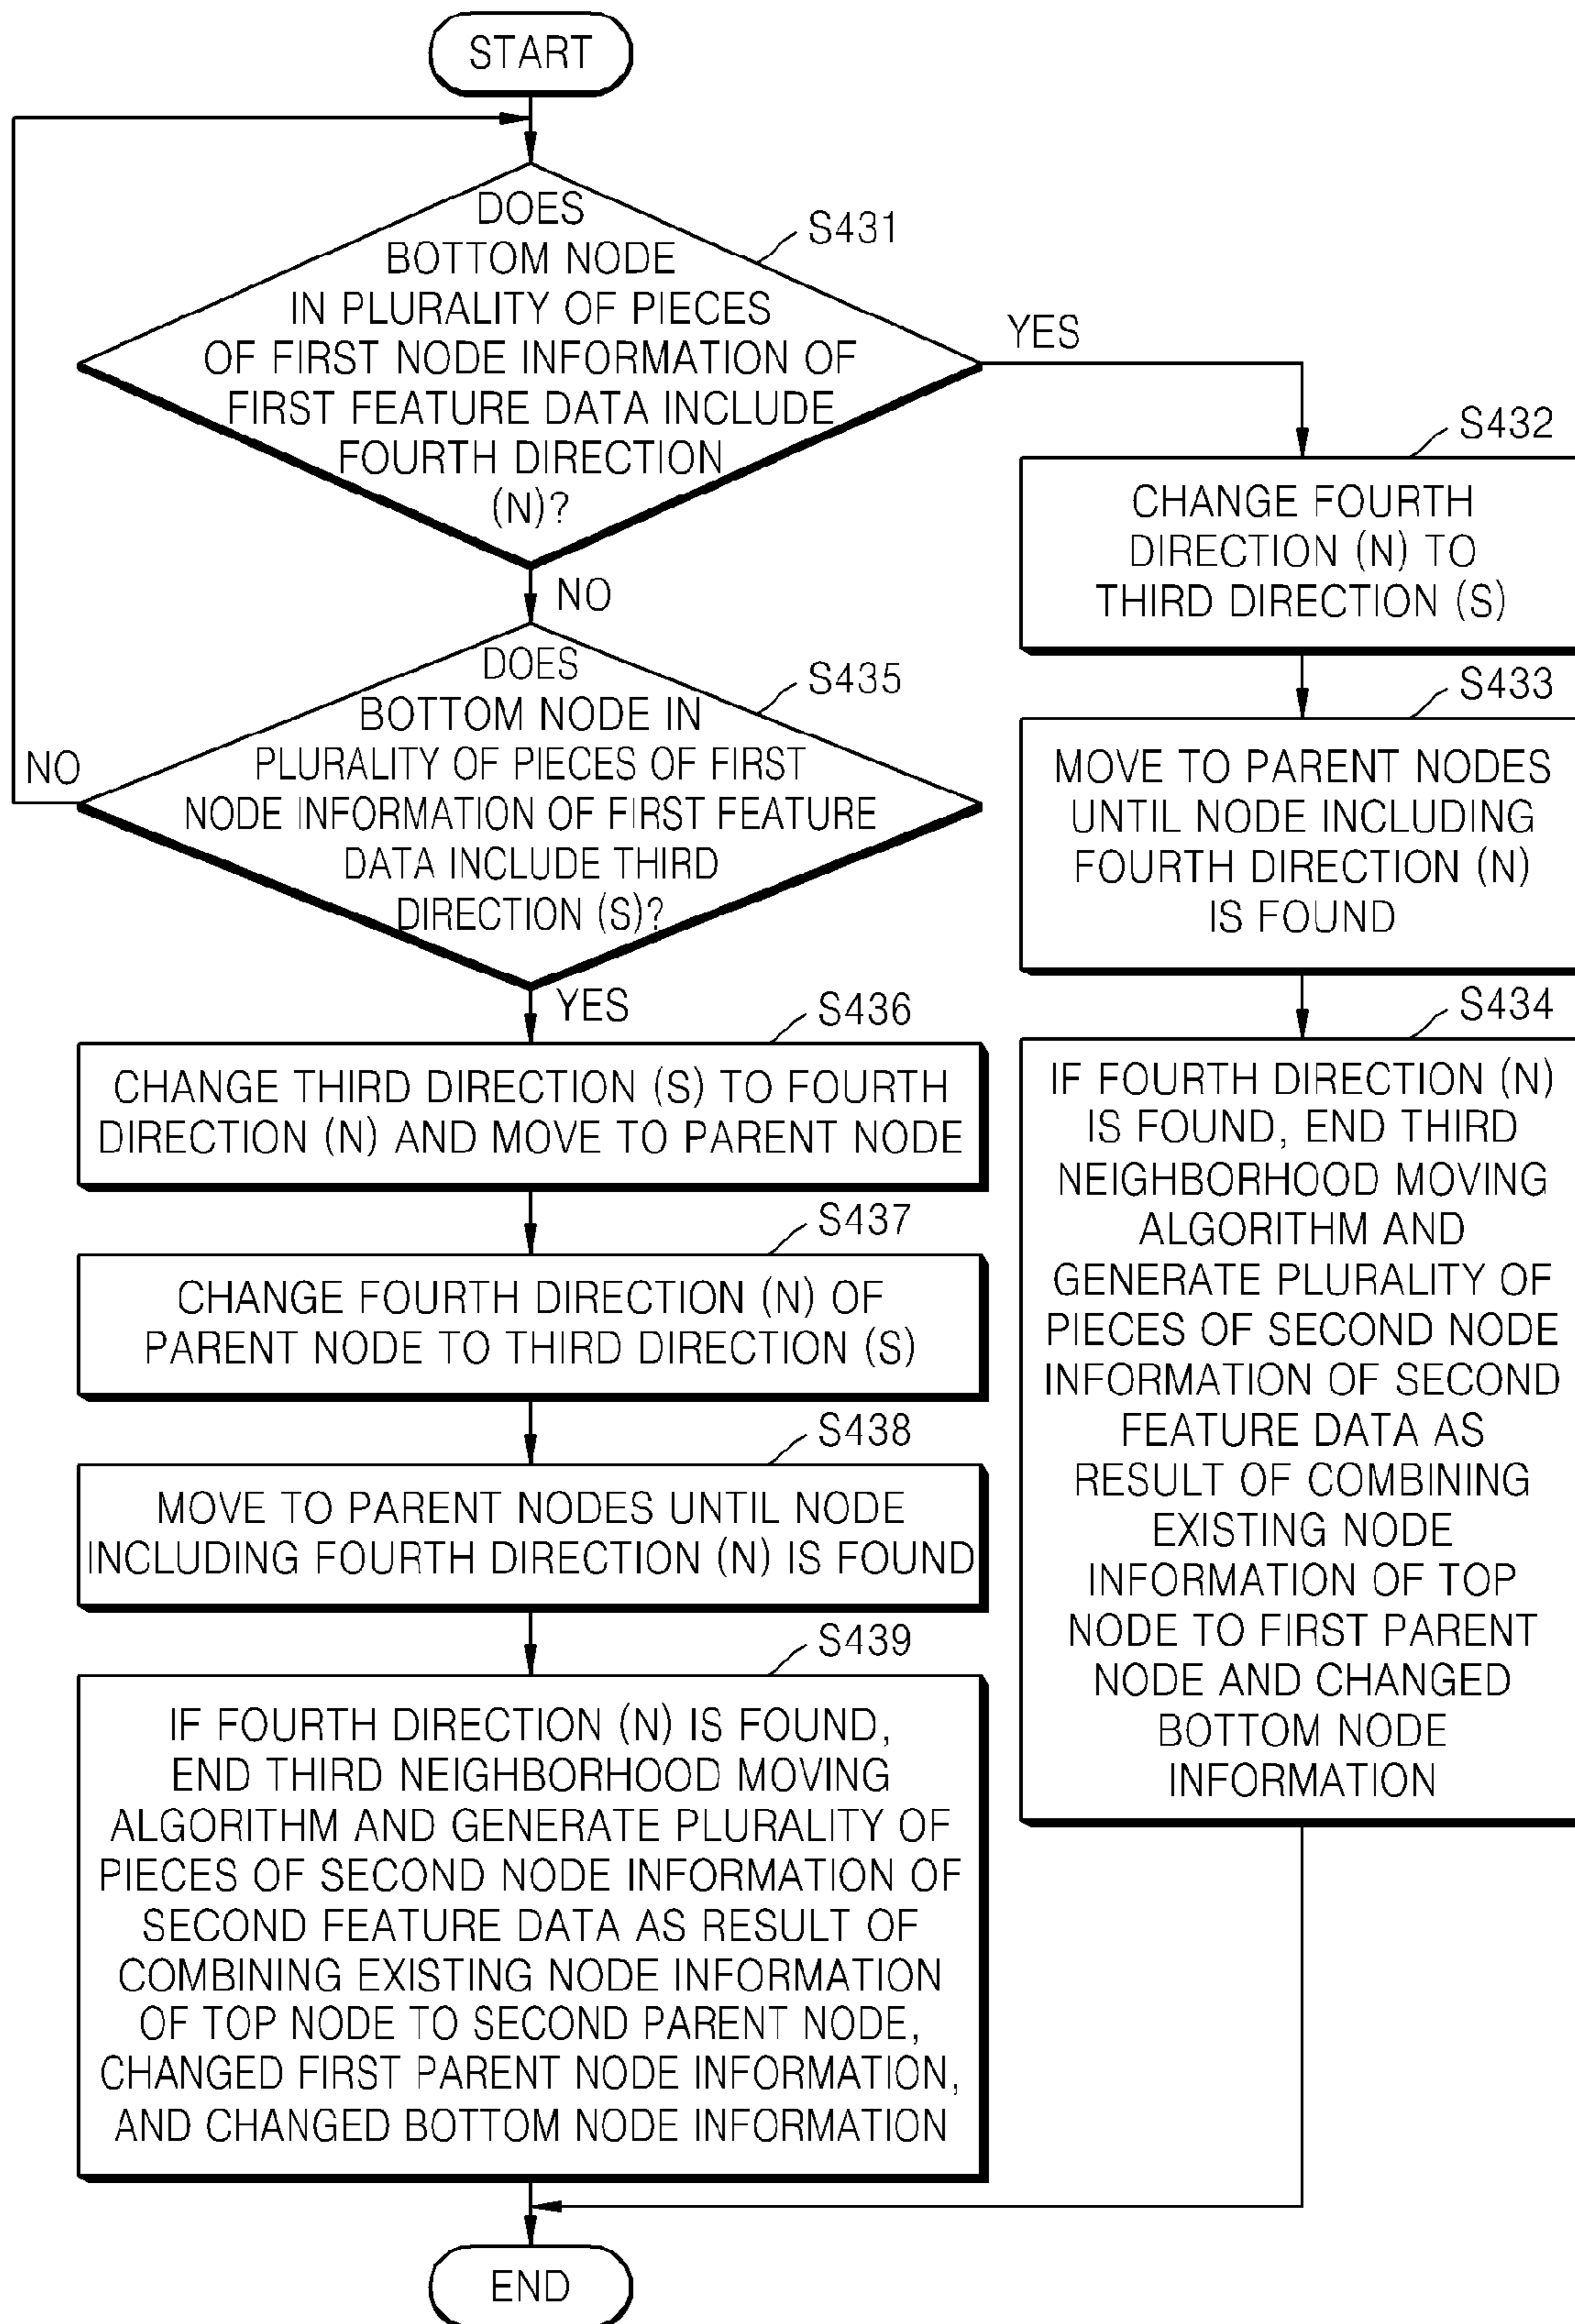 START
DOES
BOTTOM NODE
IN PLURALITY OF PIECES
OF FIRST NODE INFORMATION OF
FIRST FEATURE DATA INCLUDE
FOURTH DIRECTION
(N)?
S431
YES
NO
S432
CHANGE FOURTH
DIRECTION (N) TO
THIRD DIRECTION (S)
S433
MOVE TO PARENT NODES
UNTIL NODE INCLUDING
FOURTH DIRECTION (N)
IS FOUND
S434
IF FOURTH DIRECTION (N)
IS FOUND, END THIRD
NEIGHBORHOOD MOVING
ALGORITHM AND
GENERATE PLURALITY OF
PIECES OF SECOND NODE
INFORMATION OF SECOND
FEATURE DATA AS
RESULT OF COMBINING
EXISTING NODE
INFORMATION OF TOP
NODE TO FIRST PARENT
NODE AND CHANGED
BOTTOM NODE
INFORMATION
DOES
BOTTOM NODE IN
PLURALITY OF PIECES OF FIRST
NODE INFORMATION OF FIRST FEATURE
DATA INCLUDE THIRD
DIRECTION (S)?
S435
NO
YES
S436
CHANGE THIRD DIRECTION (S) TO FOURTH
DIRECTION (N) AND MOVE TO PARENT NODE
S437
CHANGE FOURTH DIRECTION (N) OF
PARENT NODE TO THIRD DIRECTION (S)
S438
MOVE TO PARENT NODES UNTIL NODE
INCLUDING FOURTH DIRECTION (N) IS FOUND
S439
IF FOURTH DIRECTION (N) IS FOUND,
END THIRD NEIGHBORHOOD MOVING
ALGORITHM AND GENERATE PLURALITY OF
PIECES OF SECOND NODE INFORMATION OF
SECOND FEATURE DATA AS RESULT OF
COMBINING EXISTING NODE INFORMATION
OF TOP NODE TO SECOND PARENT NODE,
CHANGED FIRST PARENT NODE INFORMATION,
AND CHANGED BOTTOM NODE INFORMATION
END